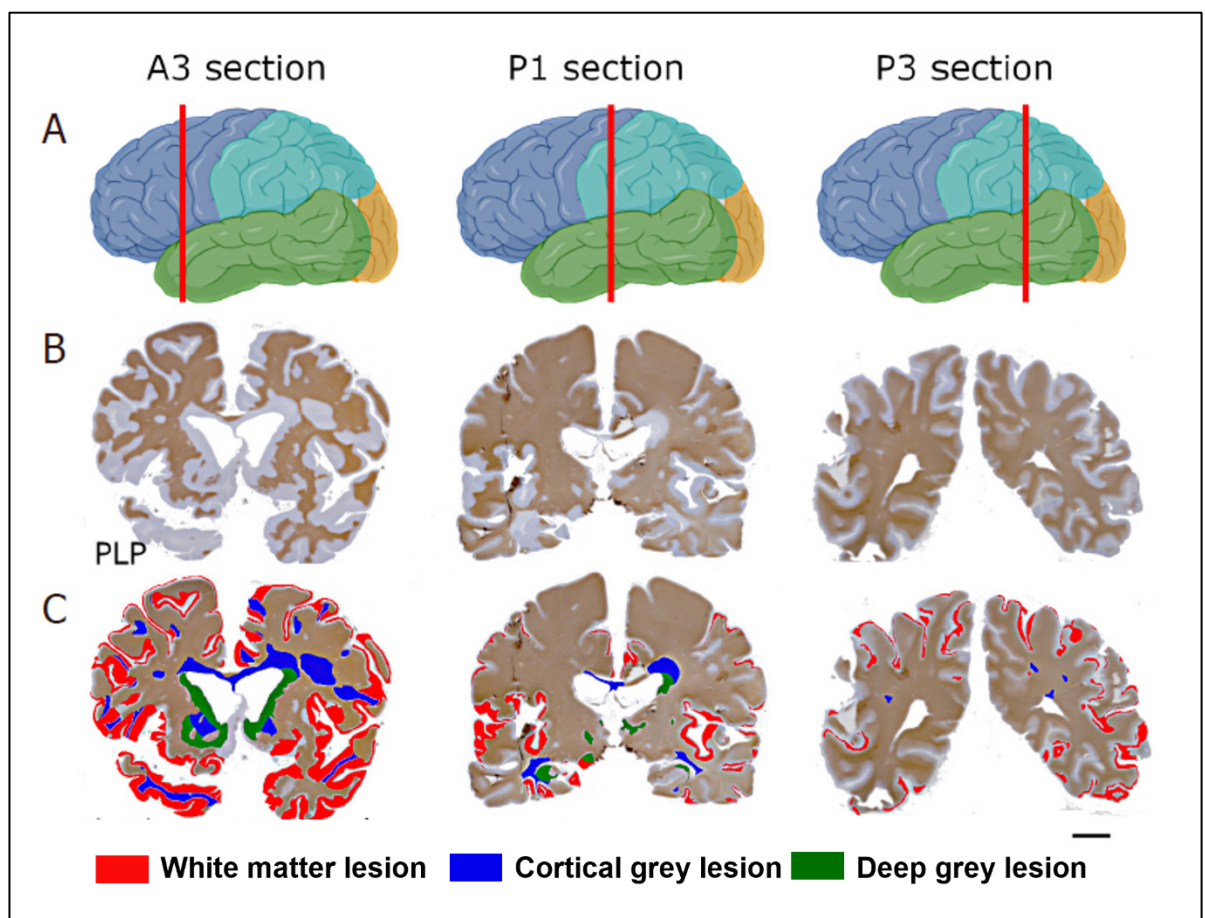 A3 section P1 section P3 section
A
B
PLP
C
White matter lesion Cortical grey lesion Deep grey lesion